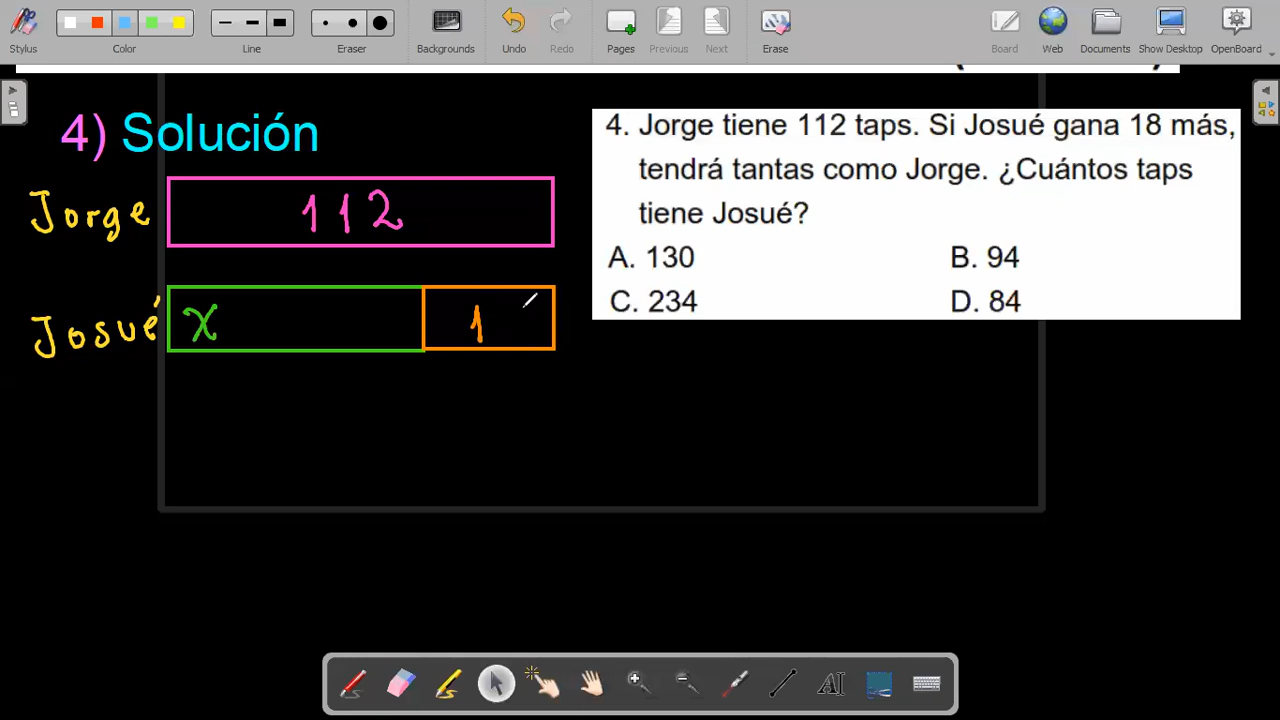 Stylus
Color
Line
Eraser
Backgrounds
Undo
Redo
Pages
Previous
Next
Erase
Board
Web
Documents
Show Desktop
OpenBoard
4) Solución
Jorge 112
Josué x 1
4. Jorge tiene 112 taps. Si Josué gana 18 más,
tendrá tantas como Jorge. ¿Cuántos taps
tiene Josué?
A. 130 B. 94
C. 234 D. 84
AI